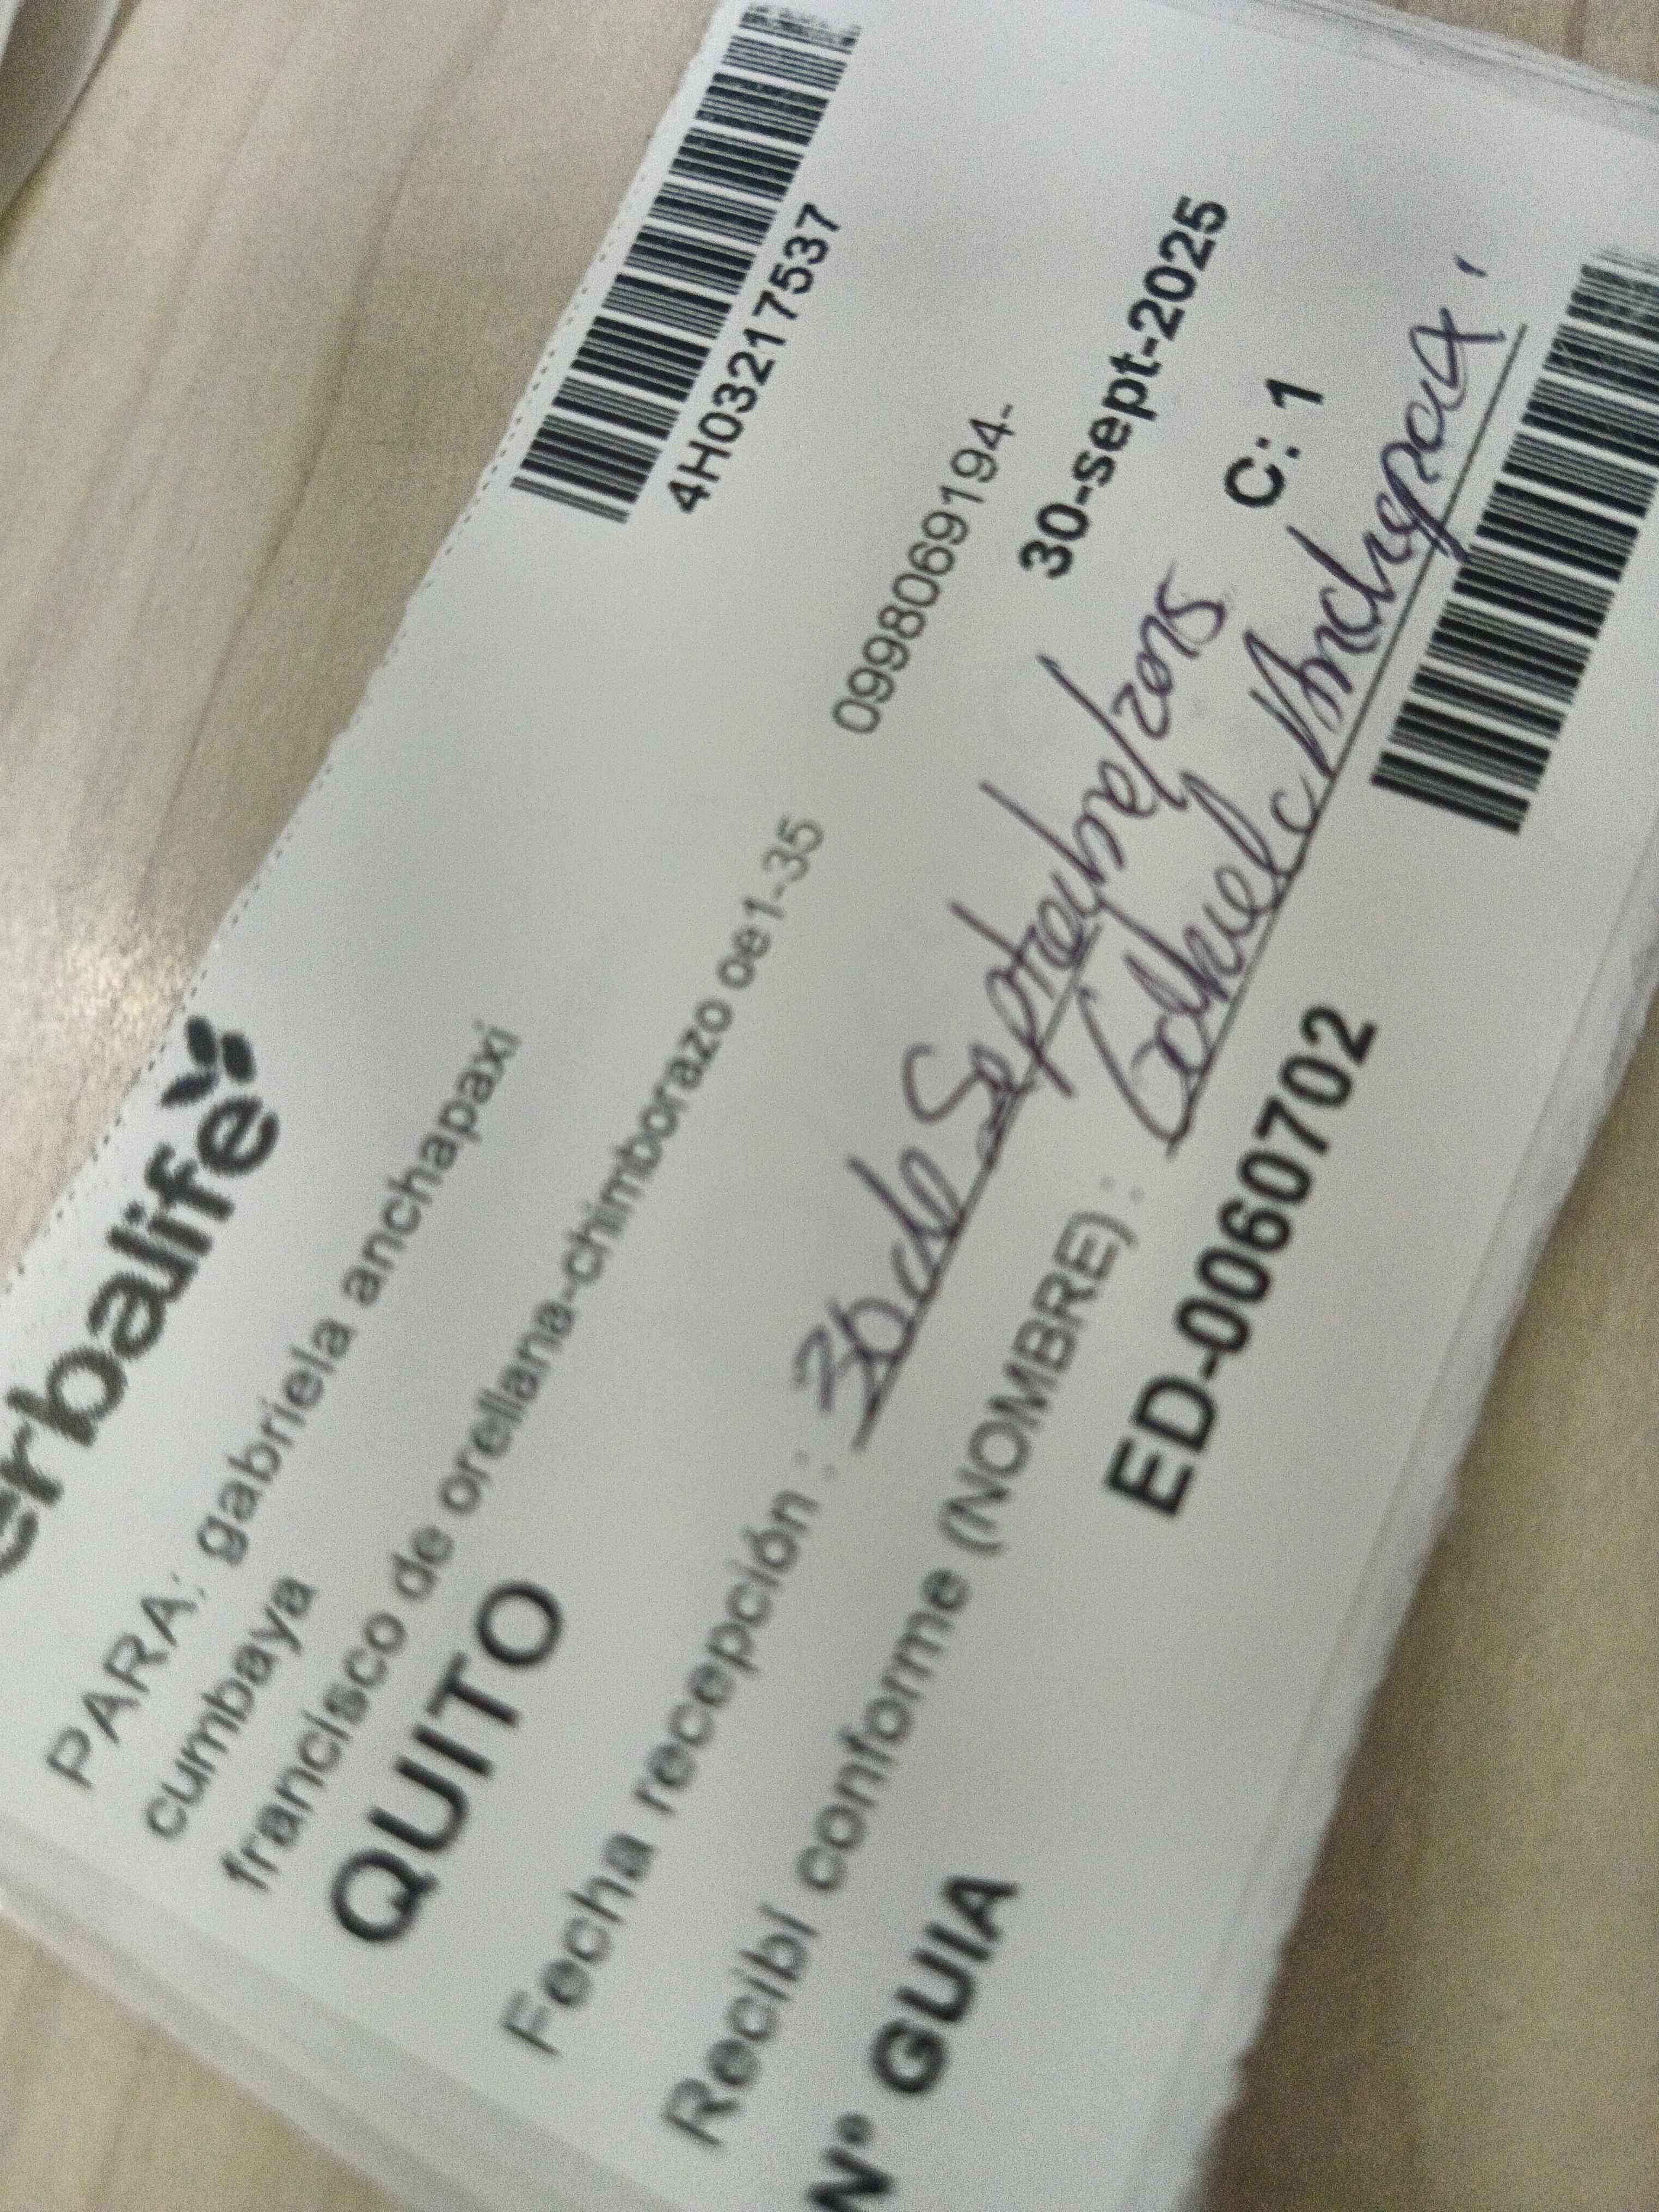 erbalife
4H03217537
PARA: gabriela anchapaxi
cumbaya
francisco de orellana-chimborazo oe1-35 0998069194-
QUITO 30-sept-2025
Fecha recepción : 30 de Septiembre/2025
C: 1
Recibí conforme (NOMBRE) : Anchapaxi
N° GUIA ED-0060702